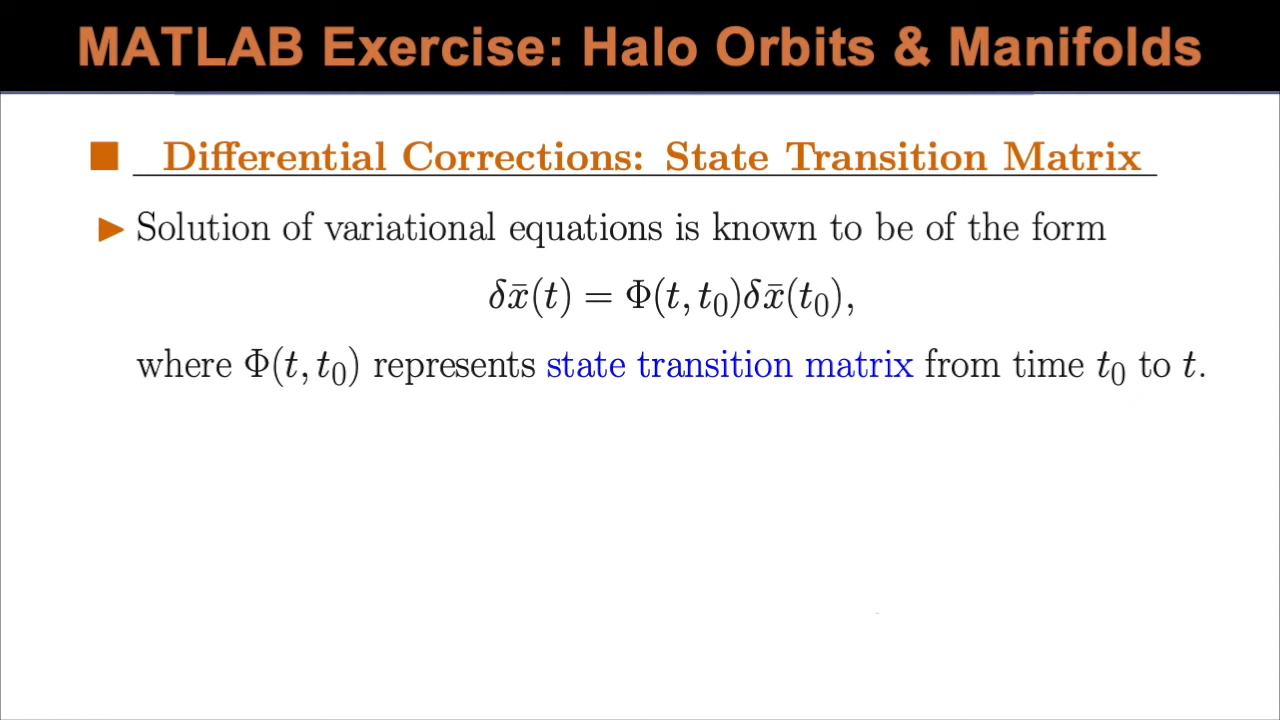 MATLAB Exercise: Halo Orbits & Manifolds
Differential Corrections: State Transition Matrix
Solution of variational equations is known to be of the form
δx̄(t) = Φ(t, t₀)δx̄(t₀),
where Φ(t, t₀) represents state transition matrix from time t₀ to t.